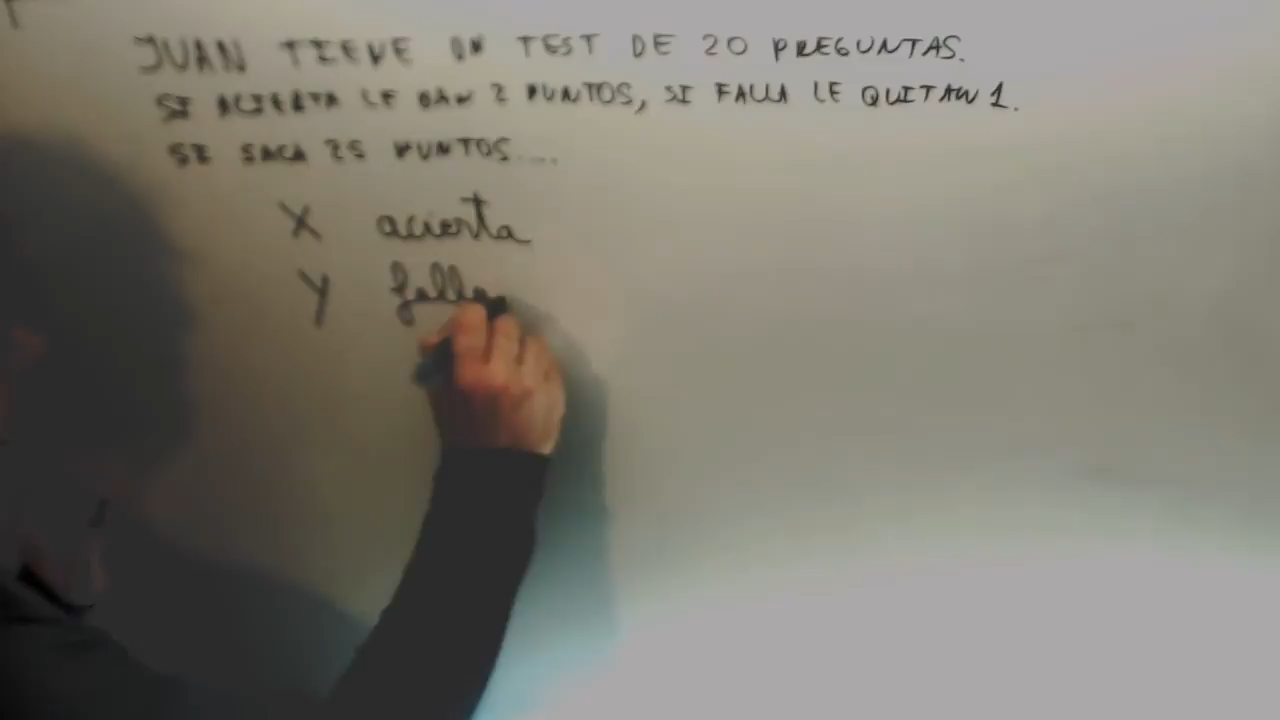 JUAN TIENE UN TEST DE 20 PREGUNTAS.
SI ACIERTA LE DAN 2 PUNTOS, SI FALLA LE QUITAN 1.
SI SACA 25 PUNTOS....
X acierta
Y falla